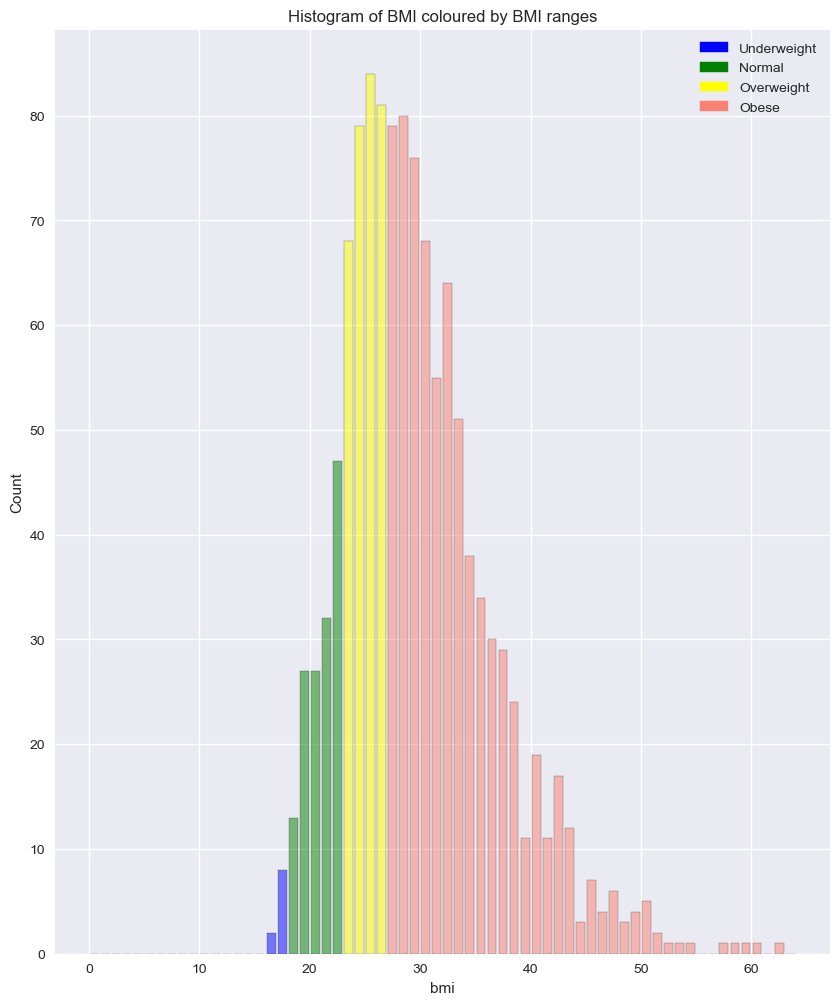 Histogram of BMI coloured by BMI ranges
Underweight
Normal
Overweight
Obese
80
70
60
50
40
30
20
10
0
Count
0 10 20 30 40 50 60
bmi